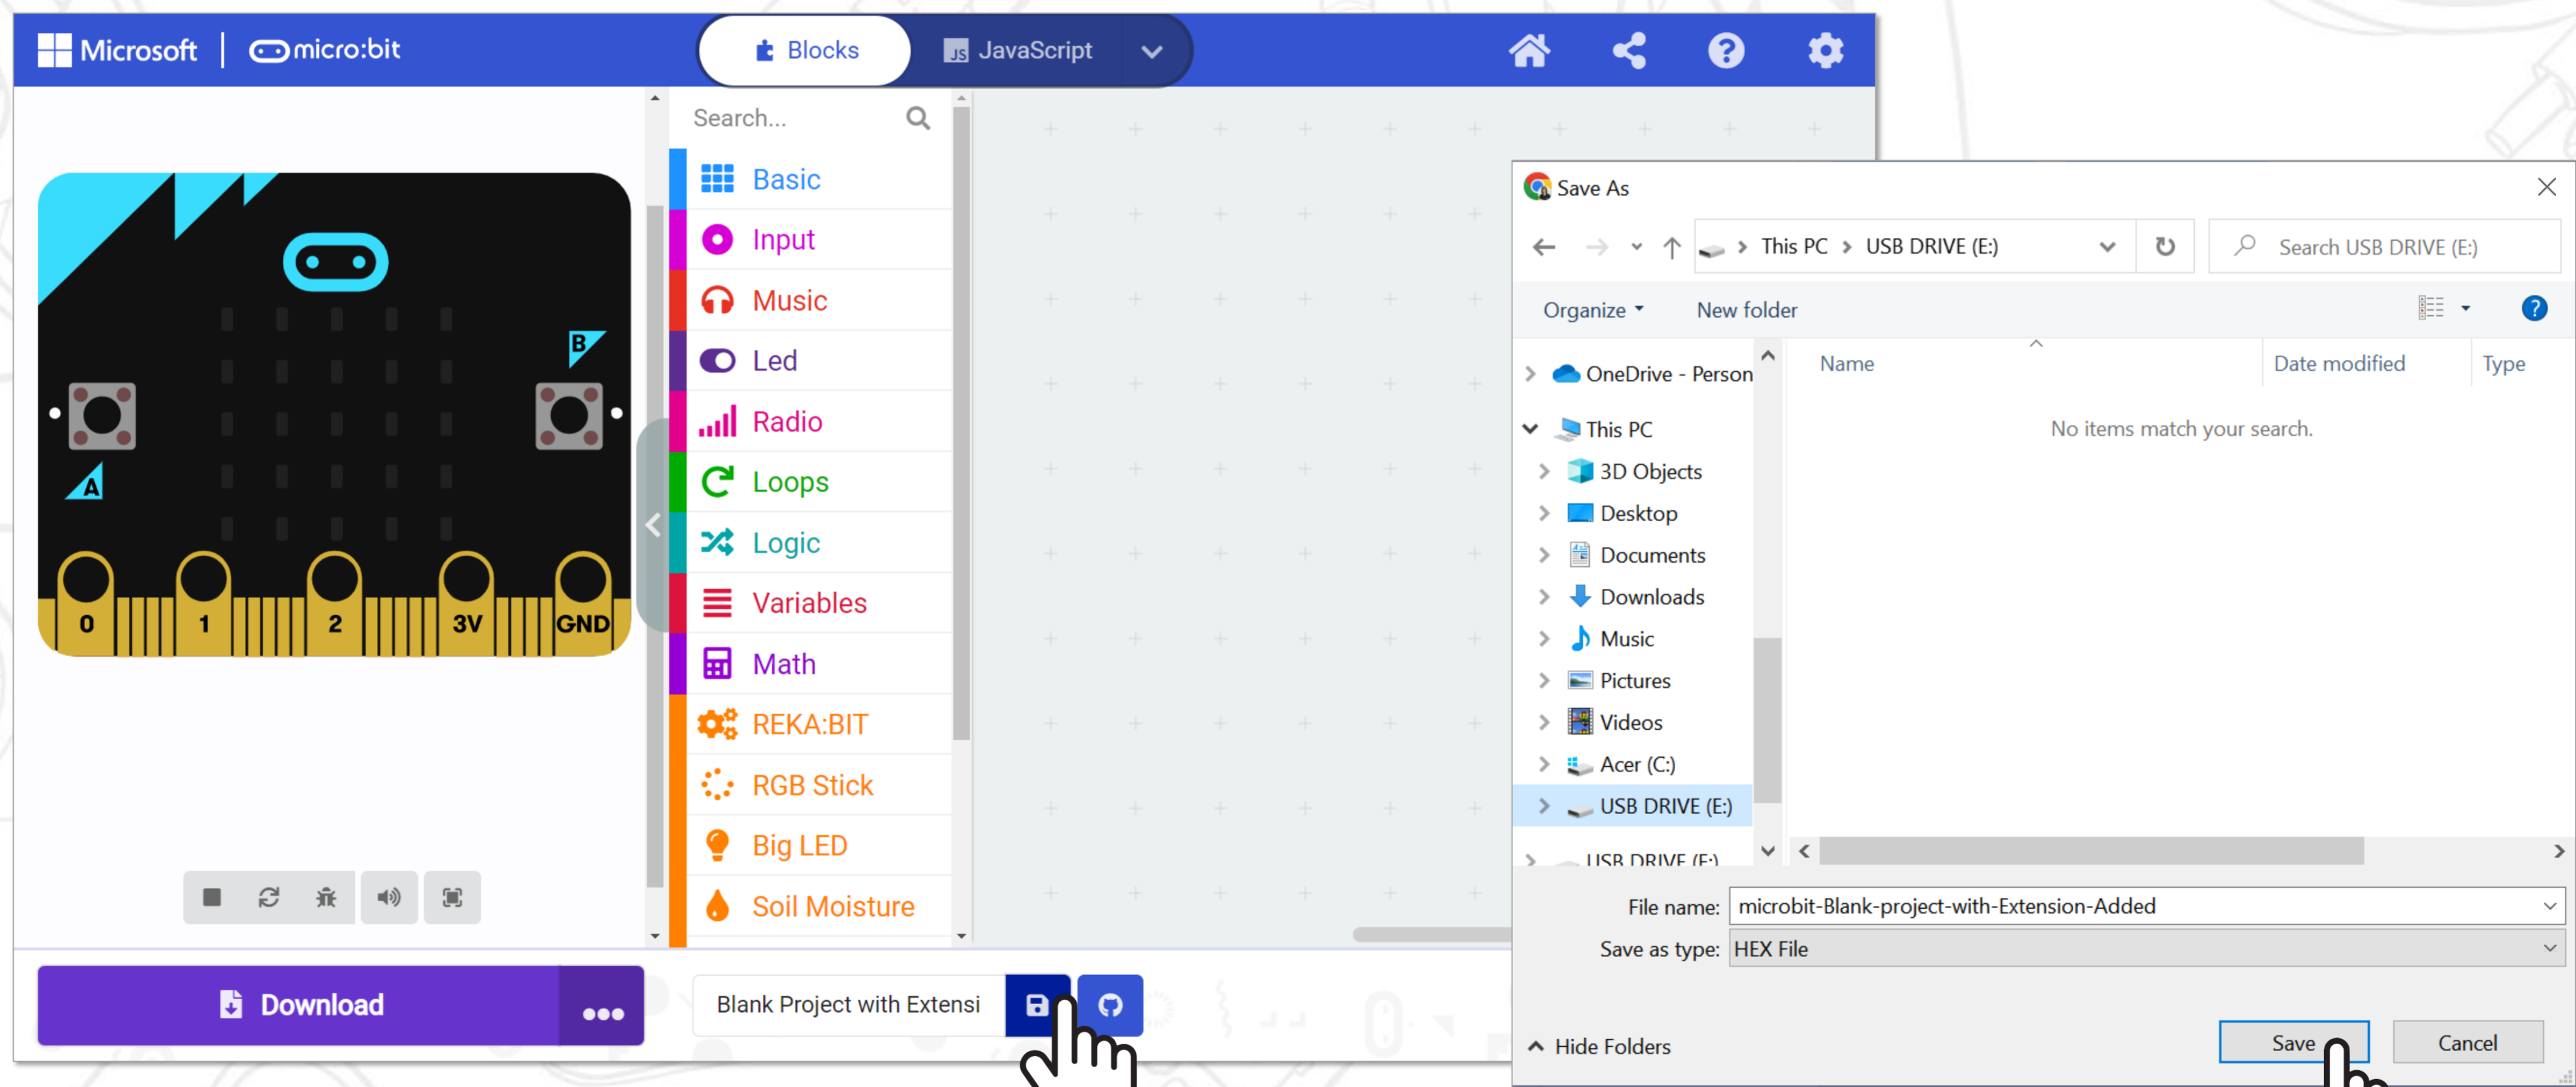 Microsoft micro:bit
Blocks
JS JavaScript
Search...
Basic
Input
Music
Led
Radio
Loops
Logic
Variables
Math
REKA:BIT
RGB Stick
Big LED
Soil Moisture
B
A
0 1 2 3V GND
Download
Blank Project with Extensi
Save As
This PC USB DRIVE (E:)
Search USB DRIVE (E:)
Organize New folder
OneDrive - Person
This PC
3D Objects
Desktop
Documents
Downloads
Music
Pictures
Videos
Acer (C:)
USB DRIVE (E:)
USB DRIVE (E:)
Name Date modified Type
No items match your search.
File name: microbit-Blank-project-with-Extension-Added
Save as type: HEX File
Hide Folders
Save Cancel